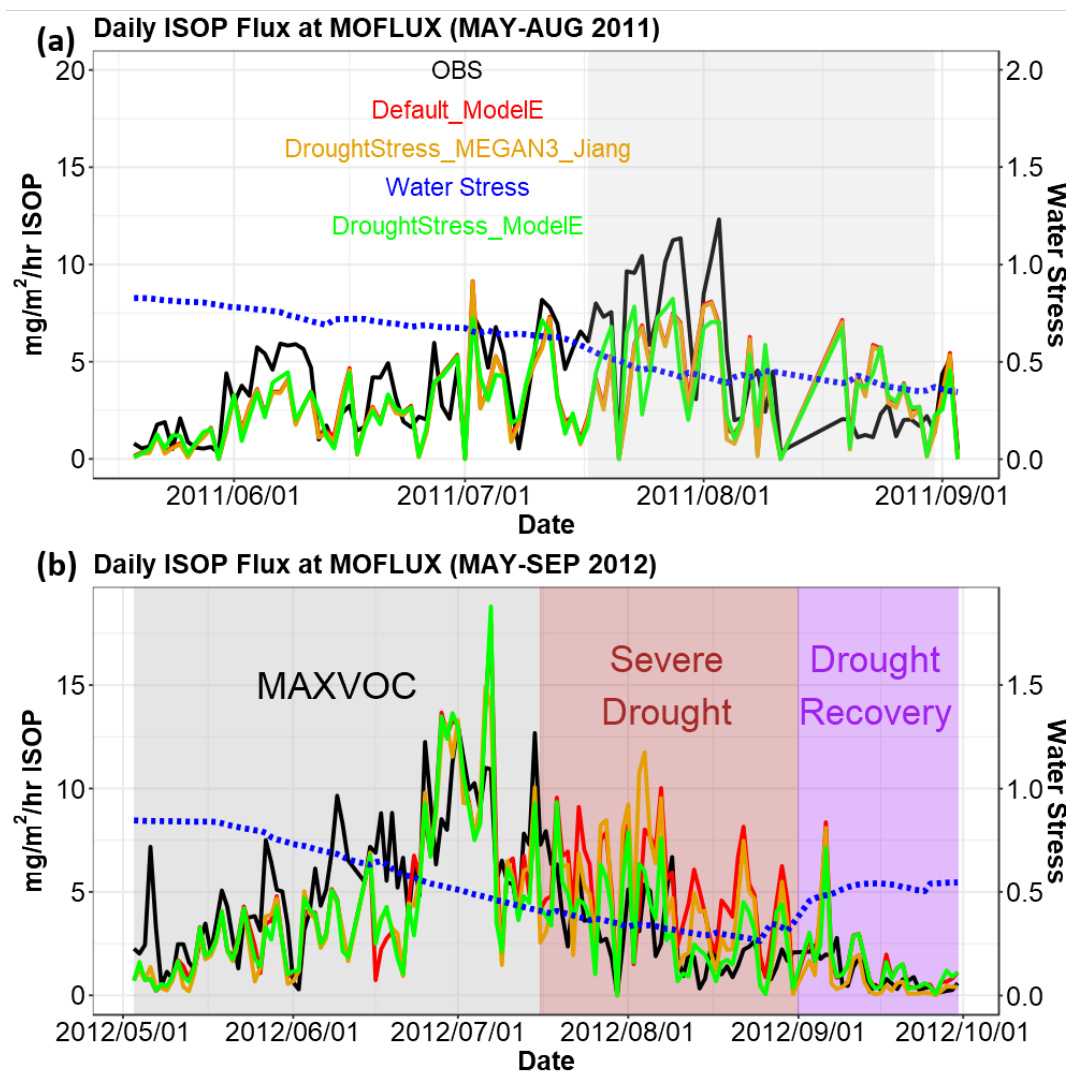 (a) Daily ISOP Flux at MOFLUX (MAY-AUG 2011)
OBS
Default_ModelE
DroughtStress_MEGAN3_Jiang
Water Stress
DroughtStress_ModelE
20
15
10
5
0
mg/m²/hr ISOP
2.0
1.5
1.0
0.5
0.0
Water Stress
2011/06/01 2011/07/01 2011/08/01 2011/09/01
Date
(b) Daily ISOP Flux at MOFLUX (MAY-SEP 2012)
MAXVOC
Severe
Drought
Drought
Recovery
15
10
5
0
mg/m²/hr ISOP
1.5
1.0
0.5
0.0
Water Stress
2012/05/01 2012/06/01 2012/07/01 2012/08/01 2012/09/01 2012/10/01
Date